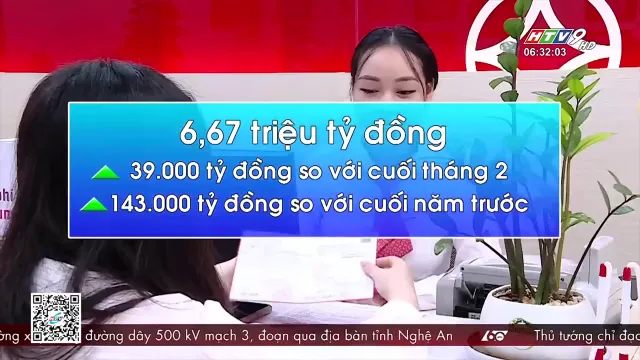 HTV9 HD
06:32:03
6,67 triệu tỷ đồng
39.000 tỷ đồng so với cuối tháng 2
143.000 tỷ đồng so với cuối năm trước
đường dây 500 kV mạch 3, đoạn qua địa bàn tỉnh Nghệ An
60
Thủ tướng chỉ đạo